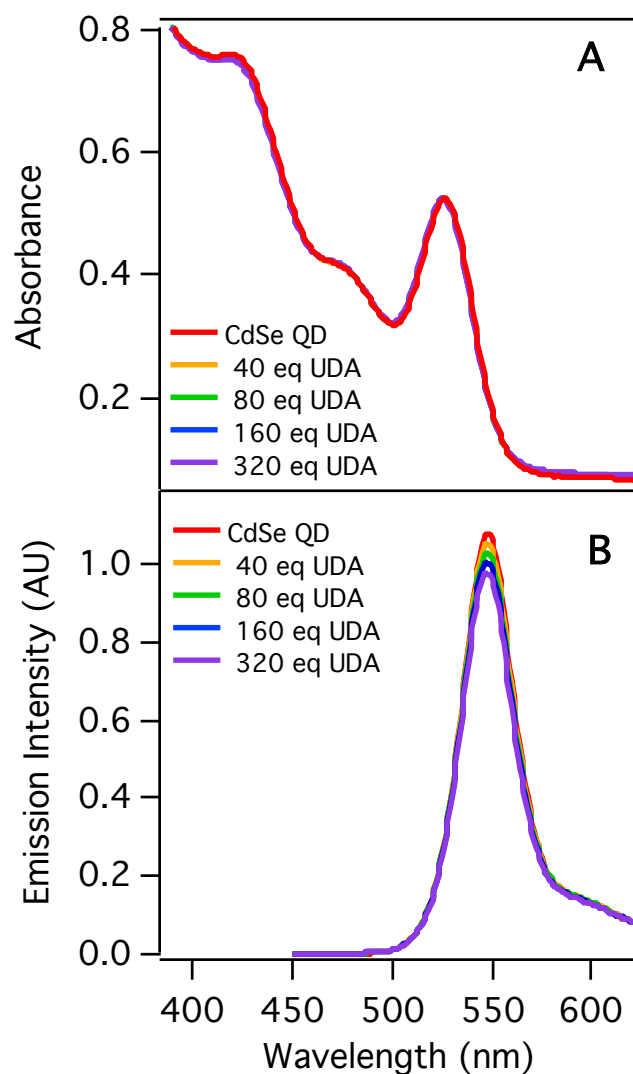 0.8
A
0.6
Absorbance
0.4
CdSe QD
40 eq UDA
0.2
80 eq UDA
160 eq UDA
320 eq UDA
CdSe QD
B
1.0
40 eq UDA
80 eq UDA
0.8
160 eq UDA
320 eq UDA
Emission Intensity (AU)
0.6
0.4
0.2
0.0
400 450 500 550 600
Wavelength (nm)